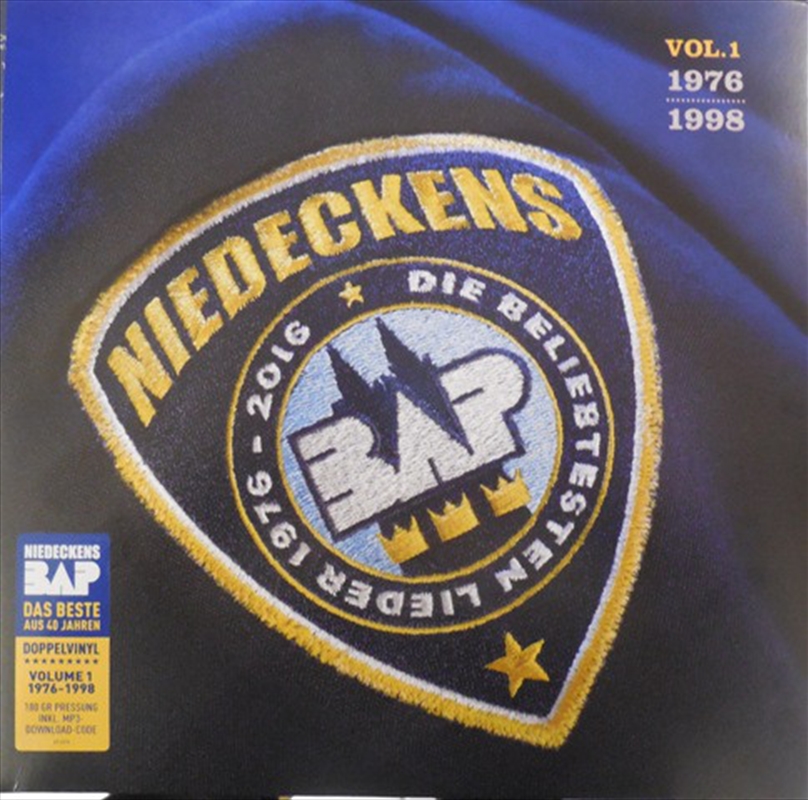 VOL.1
1976
1998
NIEDECKENS
DIE BELIEBTESTEN LIEDER 1976 - 2016
BAP
NIEDECKENS
BAP
DAS BESTE
AUS 40 JAHREN
DOPPELVINYL
VOLUME 1
1976-1998
180 GR PRESSUNG
INKL. MP3-
DOWNLOAD-CODE